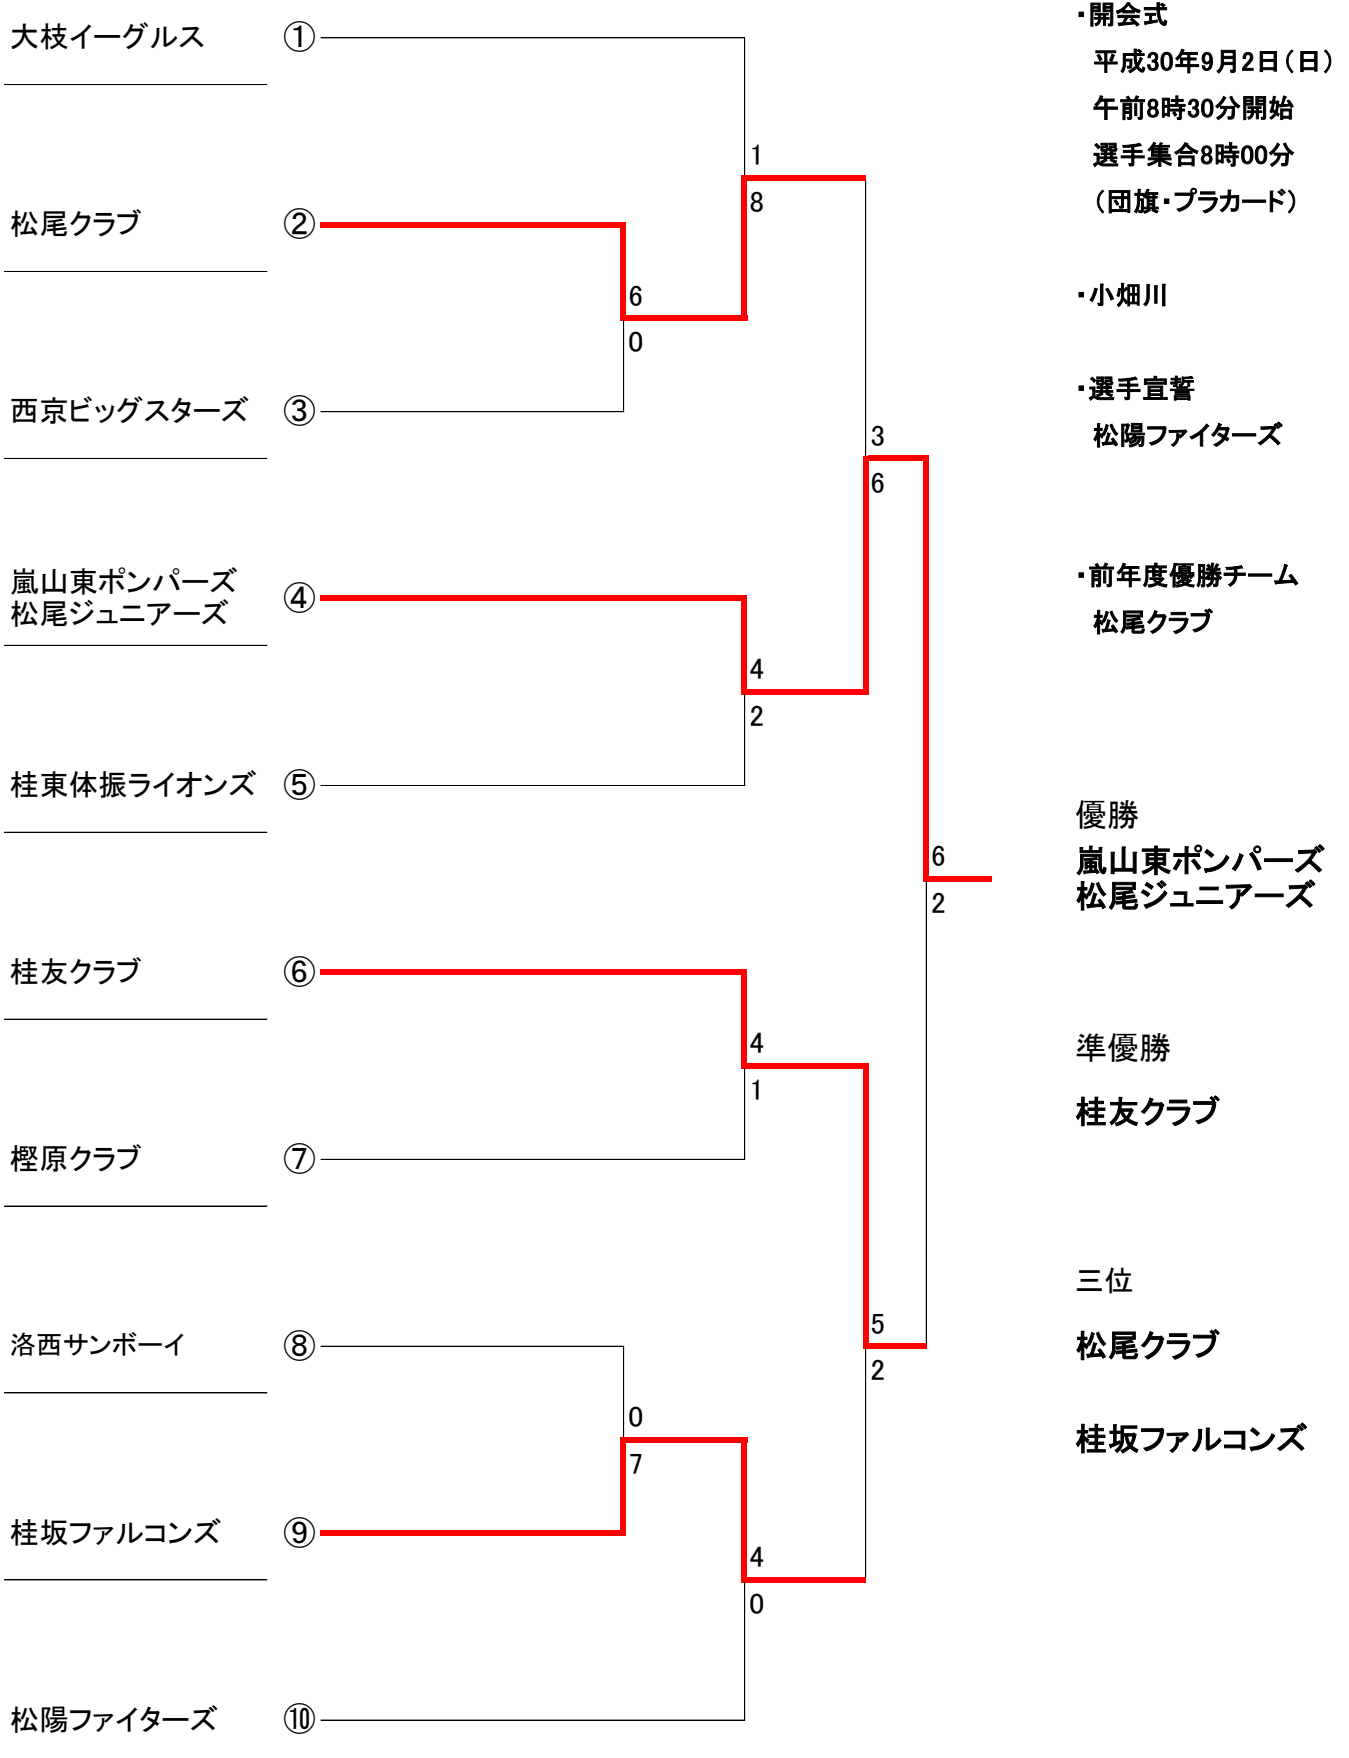 大枝イーグルス ①
松尾クラブ ②
西京ビッグスターズ ③
嵐山東ポンパーズ
松尾ジュニアーズ ④
桂東体振ライオンズ ⑤
桂友クラブ ⑥
樫原クラブ ⑦
洛西サンボーイ ⑧
桂坂ファルコンズ ⑨
松陽ファイターズ ⑩
6
0
0
7
1
8
4
2
4
1
4
0
3
6
5
2
6
2
・開会式
平成30年9月2日（日）
午前8時30分開始
選手集合8時00分
（団旗・プラカード）
・小畑川
・選手宣誓
松陽ファイターズ
・前年度優勝チーム
松尾クラブ
優勝
嵐山東ポンパーズ
松尾ジュニアーズ
準優勝
桂友クラブ
三位
松尾クラブ
桂坂ファルコンズ